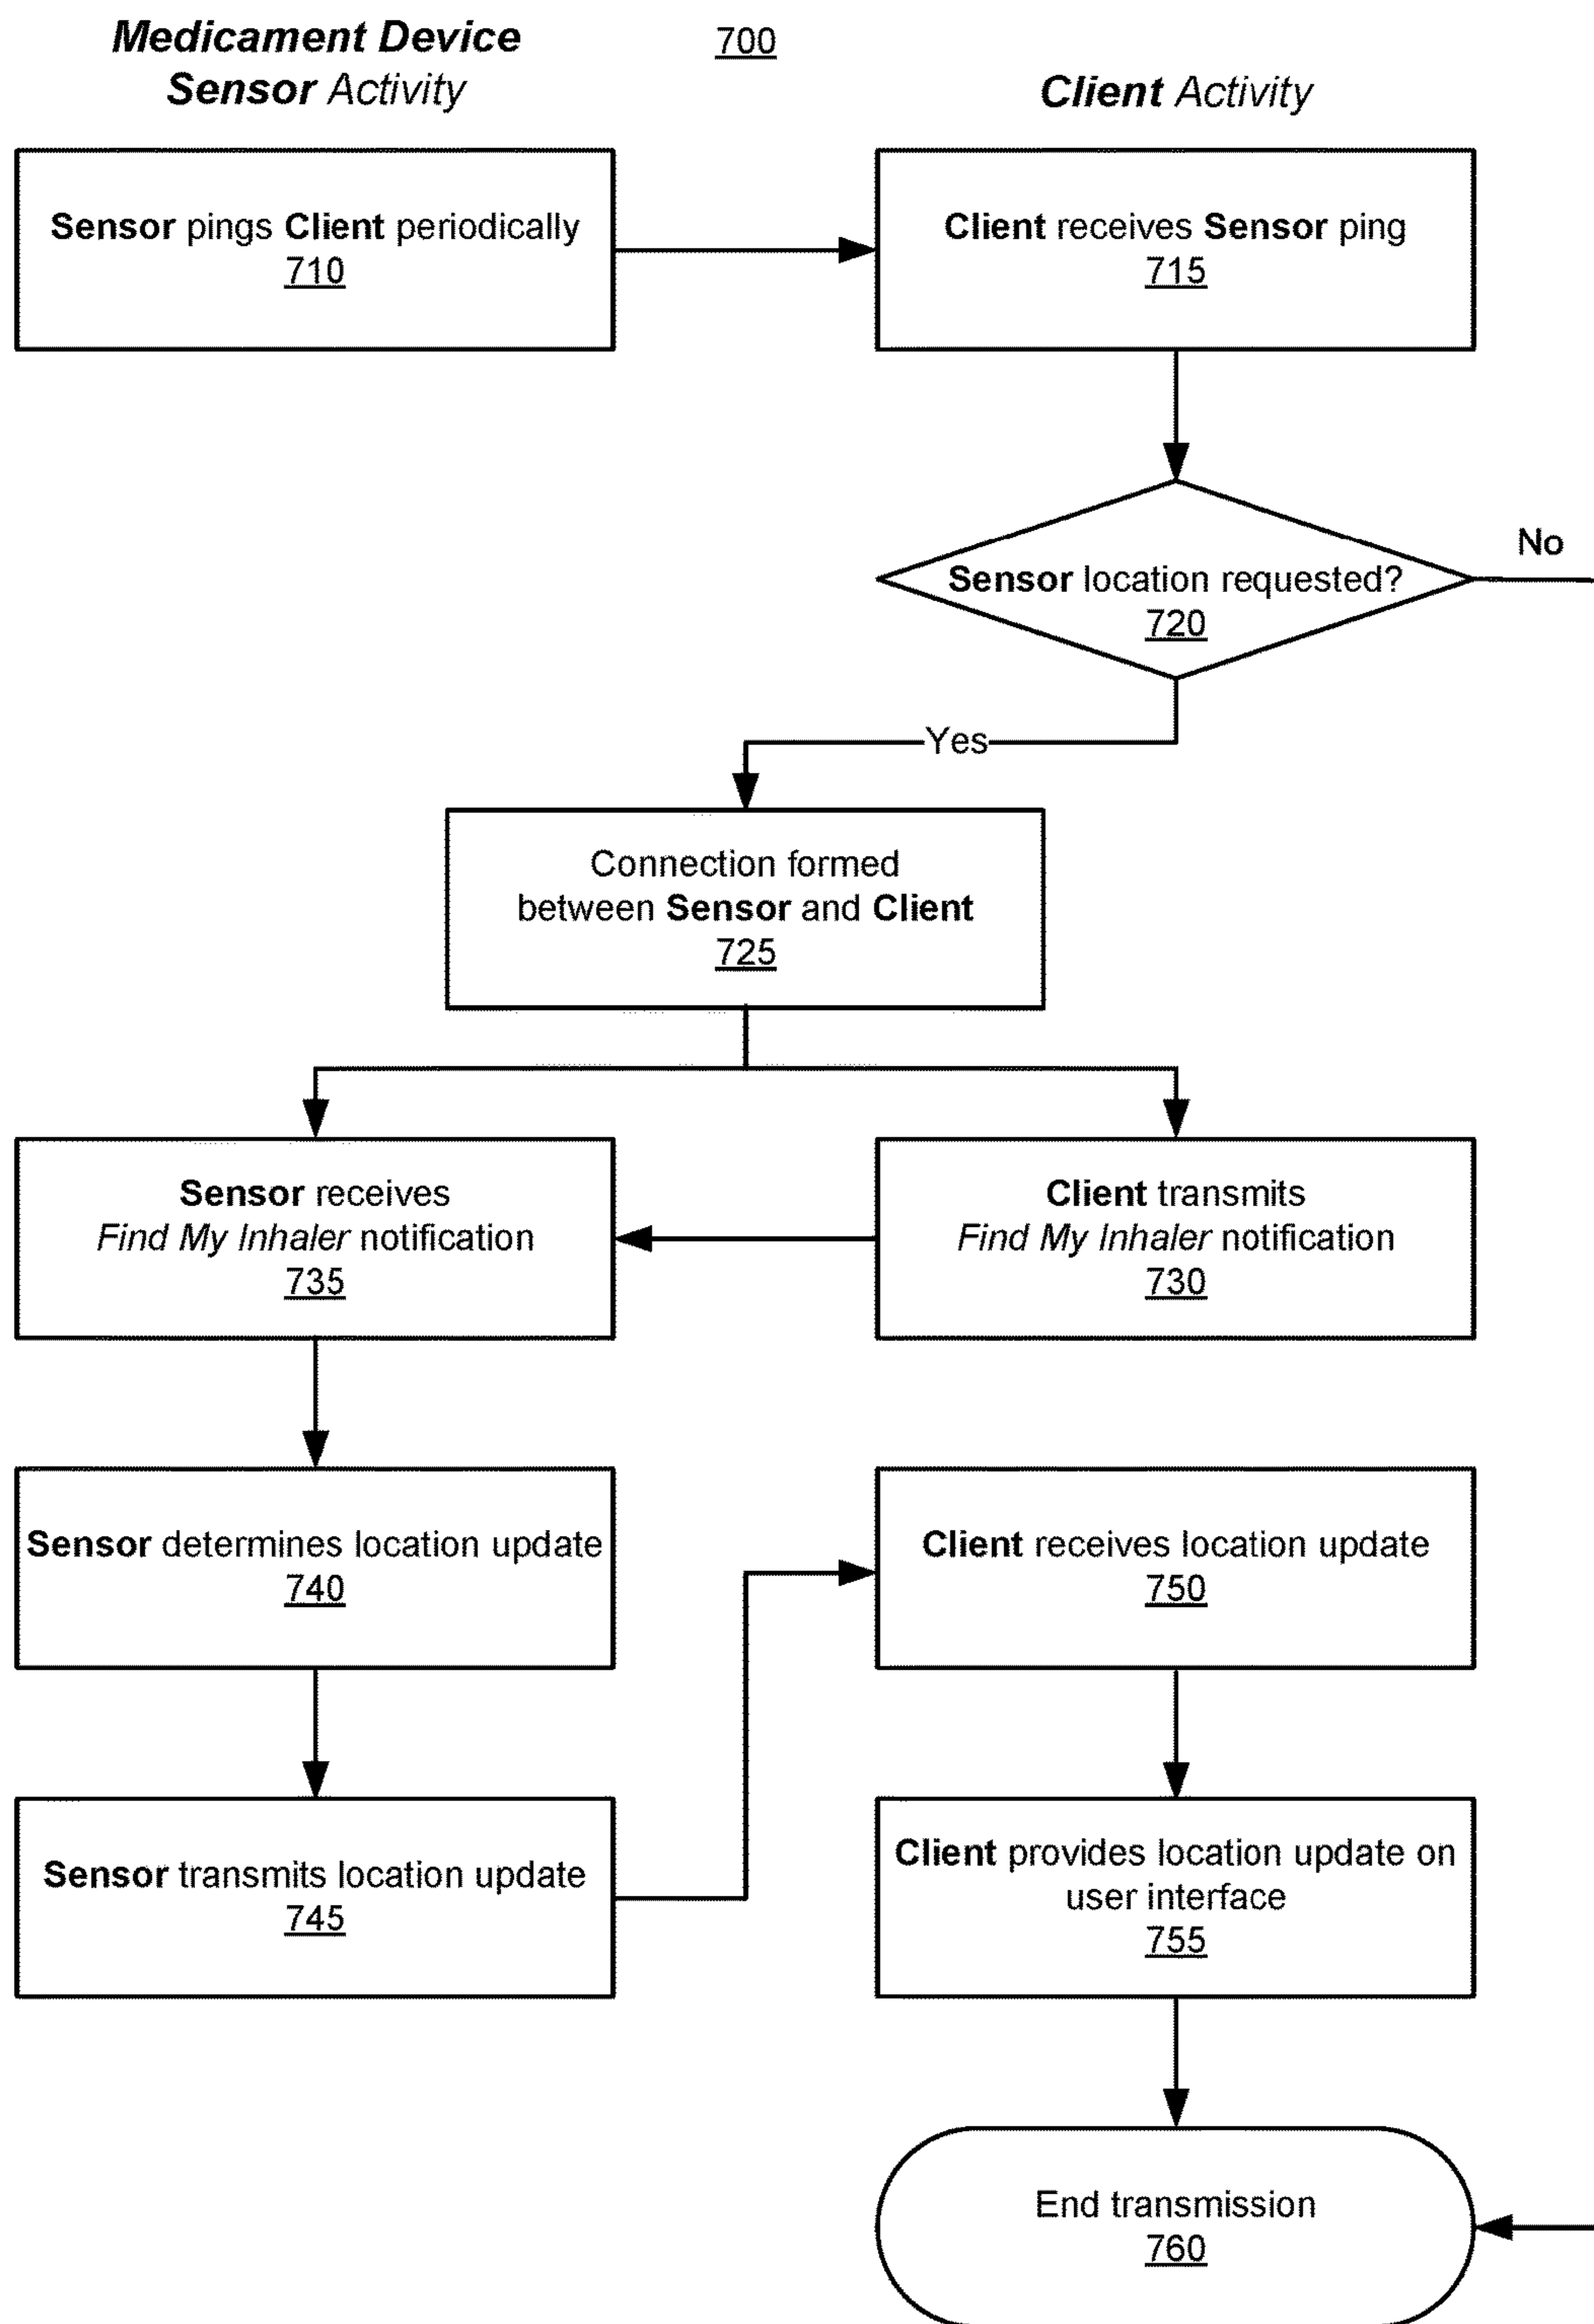 Medicament Device
Sensor Activity
700
Client Activity
Sensor pings Client periodically
710
Client receives Sensor ping
715
Sensor location requested?
720
No
Yes
Connection formed
between Sensor and Client
725
Sensor receives
Find My Inhaler notification
735
Client transmits
Find My Inhaler notification
730
Sensor determines location update
740
Client receives location update
750
Sensor transmits location update
745
Client provides location update on
user interface
755
End transmission
760